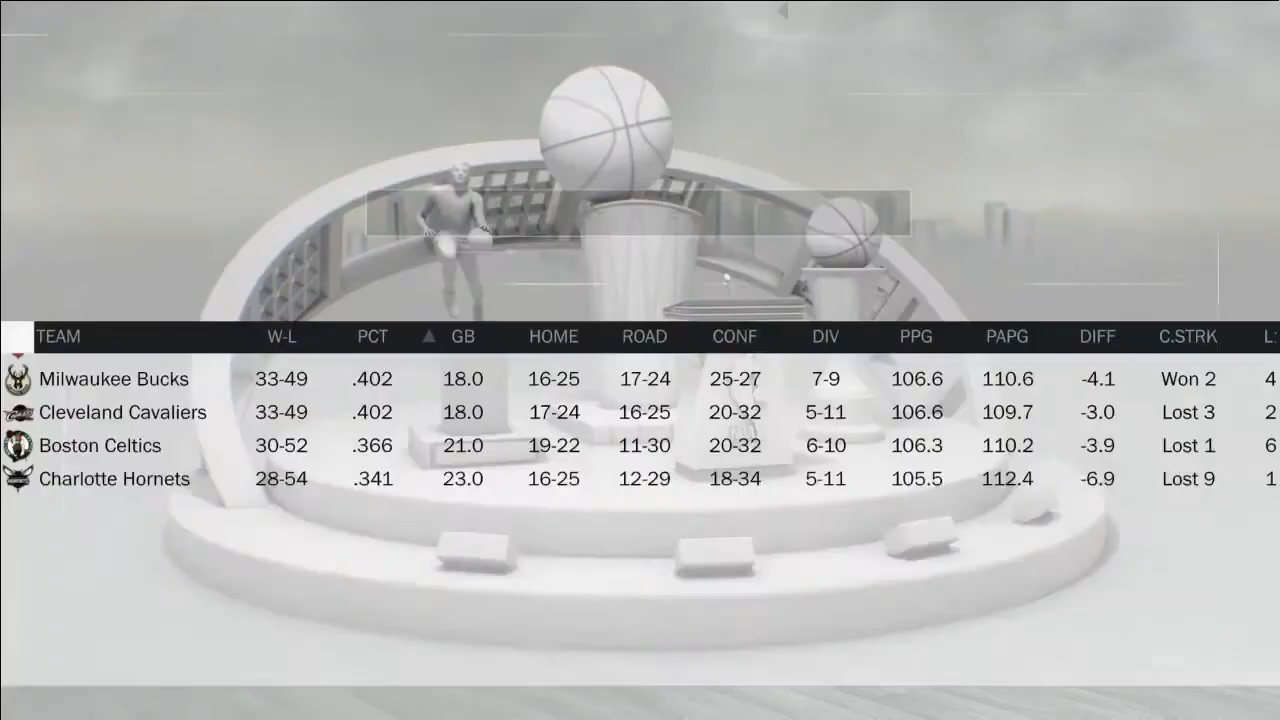 TEAM W-L PCT GB HOME ROAD CONF DIV PPG PAPG DIFF C.STRK L:
Milwaukee Bucks 33-49 .402 18.0 16-25 17-24 25-27 7-9 106.6 110.6 -4.1 Won 2 4
Cleveland Cavaliers 33-49 .402 18.0 17-24 16-25 20-32 5-11 106.6 109.7 -3.0 Lost 3 2
Boston Celtics 30-52 .366 21.0 19-22 11-30 20-32 6-10 106.3 110.2 -3.9 Lost 1 6
Charlotte Hornets 28-54 .341 23.0 16-25 12-29 18-34 5-11 105.5 112.4 -6.9 Lost 9 1